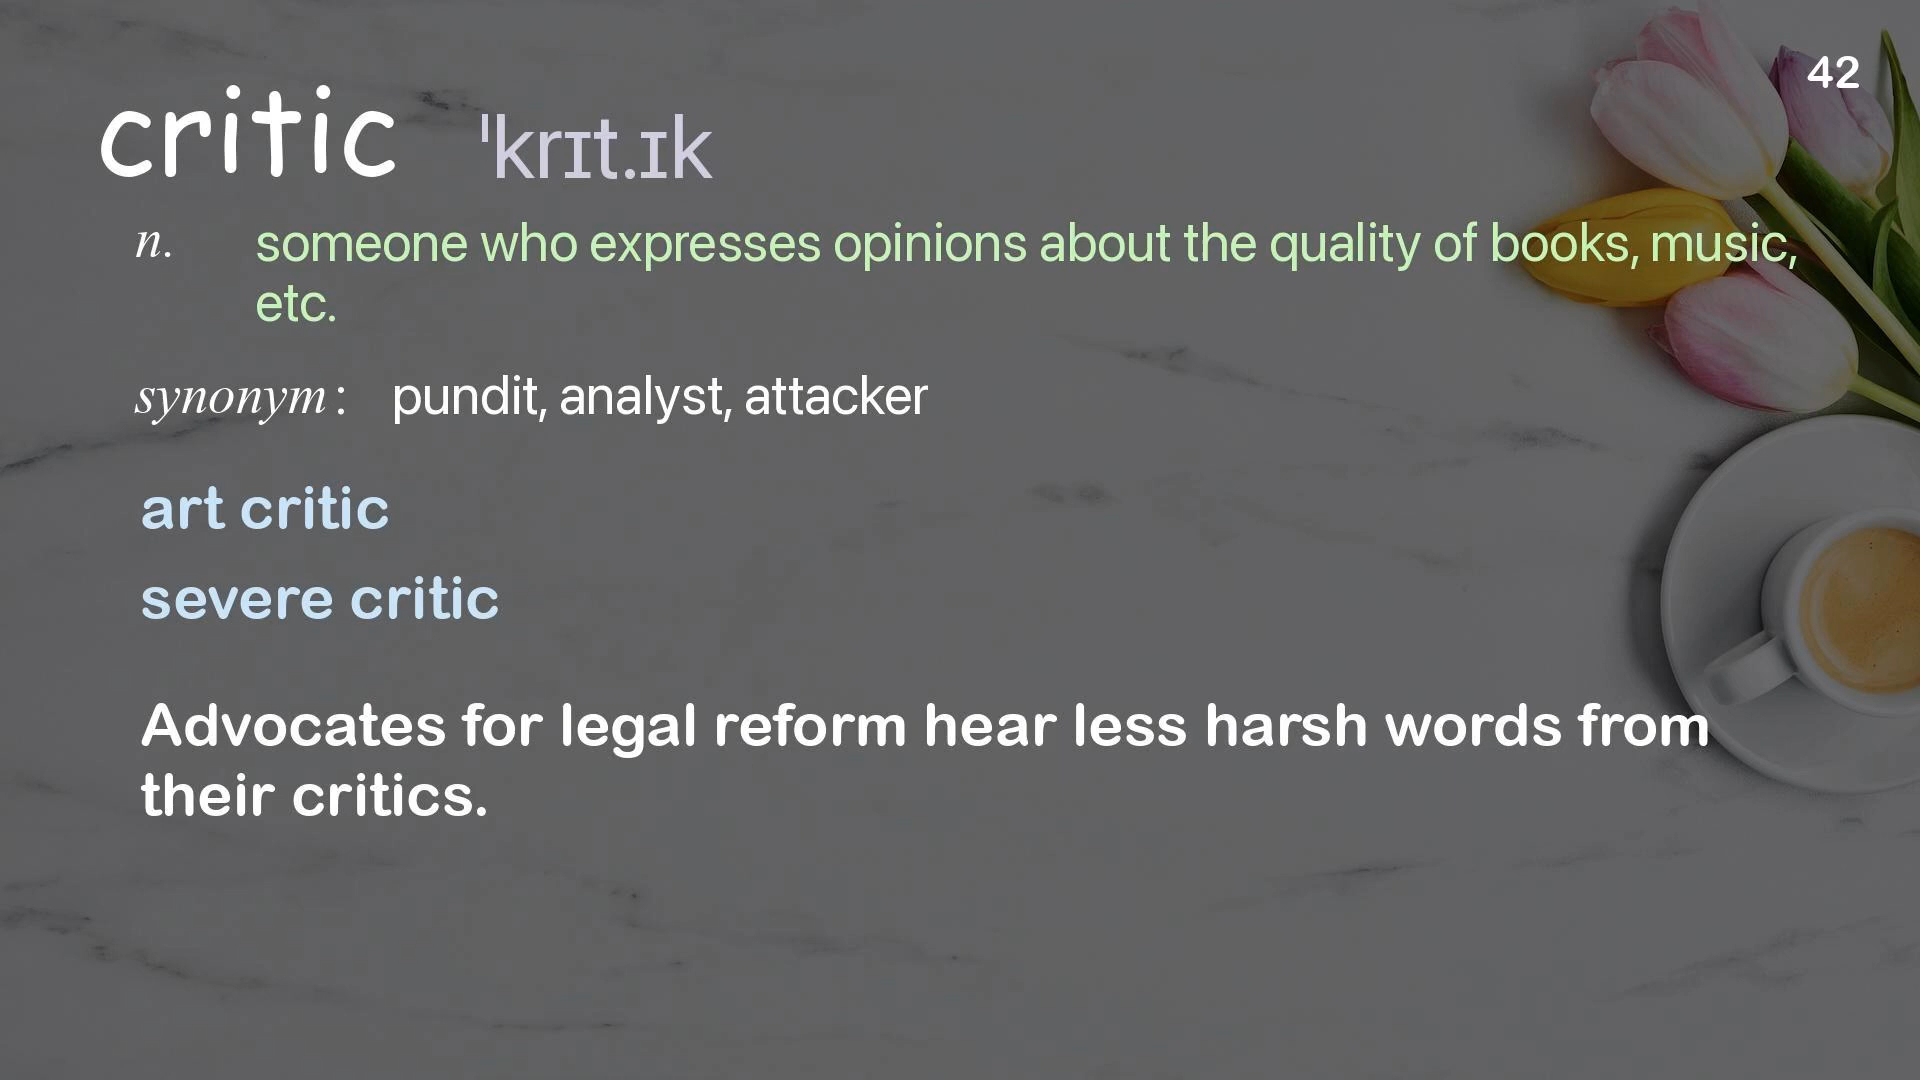 42
critic ˈkrɪt.ɪk
n. someone who expresses opinions about the quality of books, music,
etc.
synonym: pundit, analyst, attacker
art critic
severe critic
Advocates for legal reform hear less harsh words from
their critics.